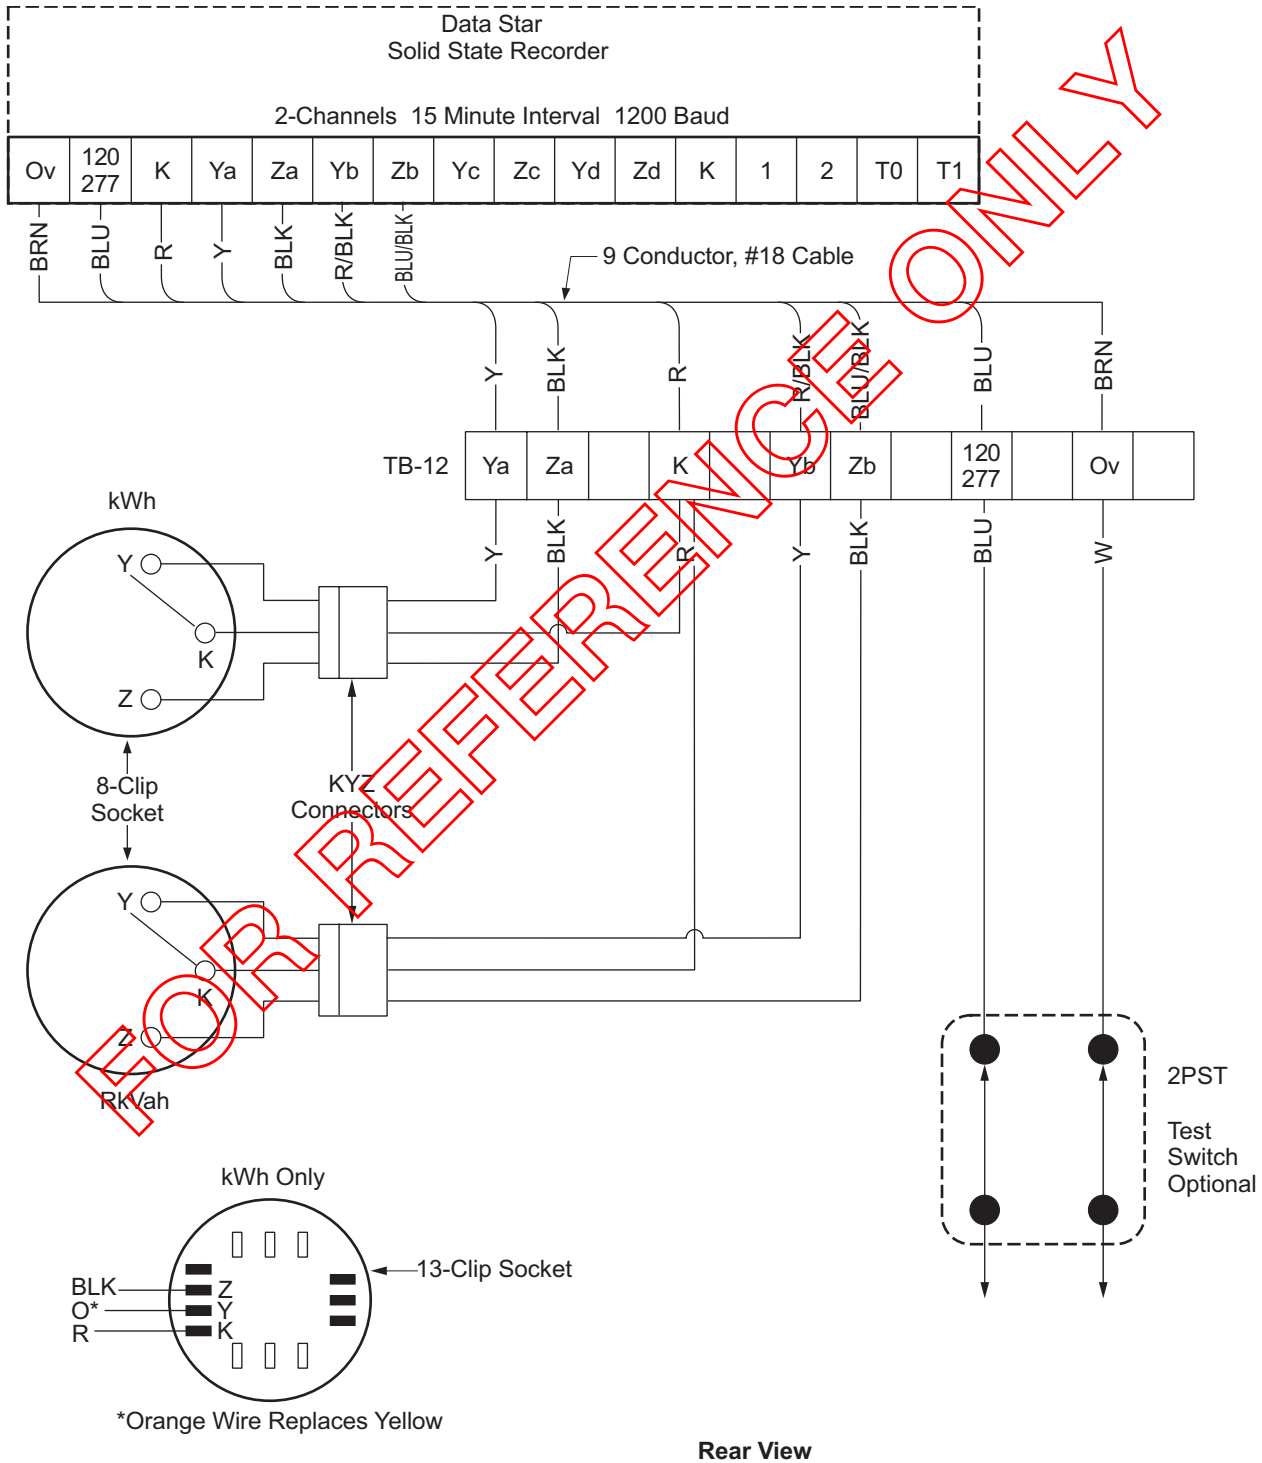 Data Star
Solid State Recorder
2-Channels 15 Minute Interval 1200 Baud
Ov 120 277 K Ya Za Yb Zb Yc Zc Yd Zd K 1 2 T0 T1
BRN BLU R Y BLK R/BLK BLU/BLK
9 Conductor, #18 Cable
Y BLK R R/BLK BLU/BLK BLU BRN
TB-12 Ya Za K Yb Zb 120 277 Ov
Y BLK R Y BLK BLU W
kWh
Y
K
Z
8-Clip
Socket
KYZ
Connectors
Y
K
Z
RkVah
2PST
Test
Switch
Optional
kWh Only
13-Clip Socket
BLK Z
O* Y
R K
*Orange Wire Replaces Yellow
Rear View
FOR REFERENCE ONLY